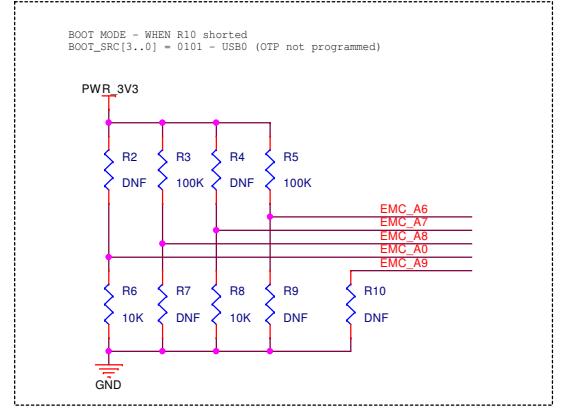 BOOT MODE - WHEN R10 shorted
BOOT_SRC[3..0] = 0101 - USB0 (OTP not programmed)
PWR_3V3
R2 R3 R4 R5
DNF 100K DNF 100K
EMC_A6
EMC_A7
EMC_A8
EMC_A0
EMC_A9
R6 R7 R8 R9 R10
10K DNF 10K DNF DNF
GND